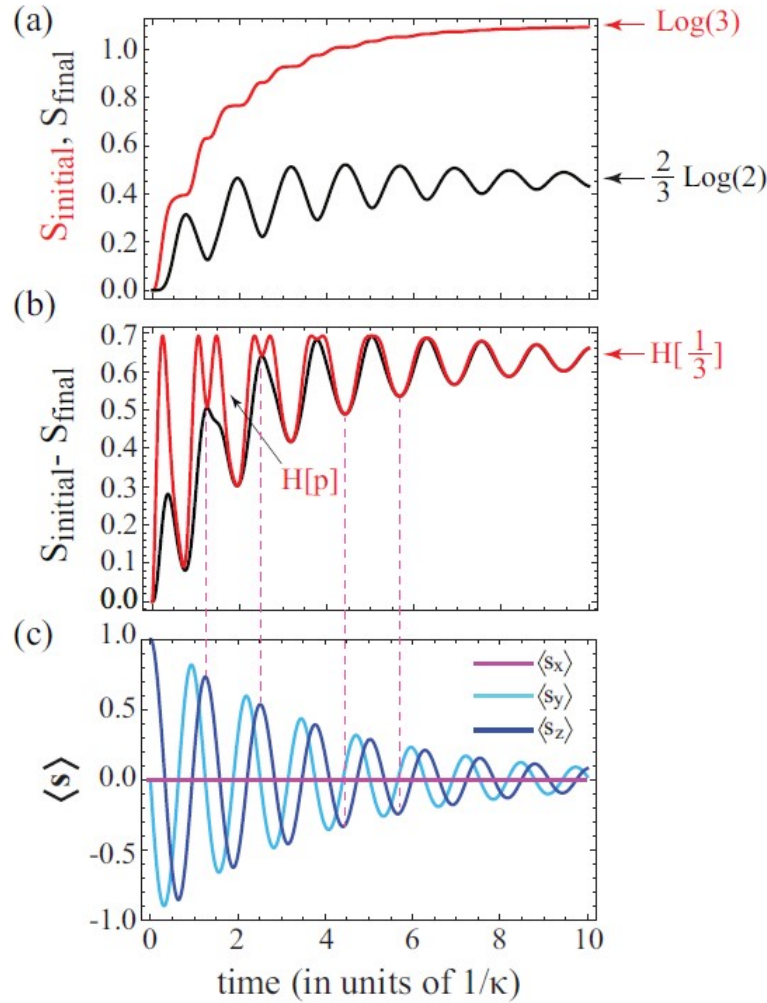 (a)
Log(3)
S_initial, S_final
1.0
0.8
0.6
0.4
0.2
0.0
2/3 Log(2)
(b)
S_initial - S_final
0.7
0.6
0.5
0.4
0.3
0.2
0.1
0.0
H[1/3]
H[p]
(c)
⟨s⟩
1.0
0.5
0.0
-0.5
-1.0
⟨s_x⟩
⟨s_y⟩
⟨s_z⟩
0 2 4 6 8 10
time (in units of 1/κ)